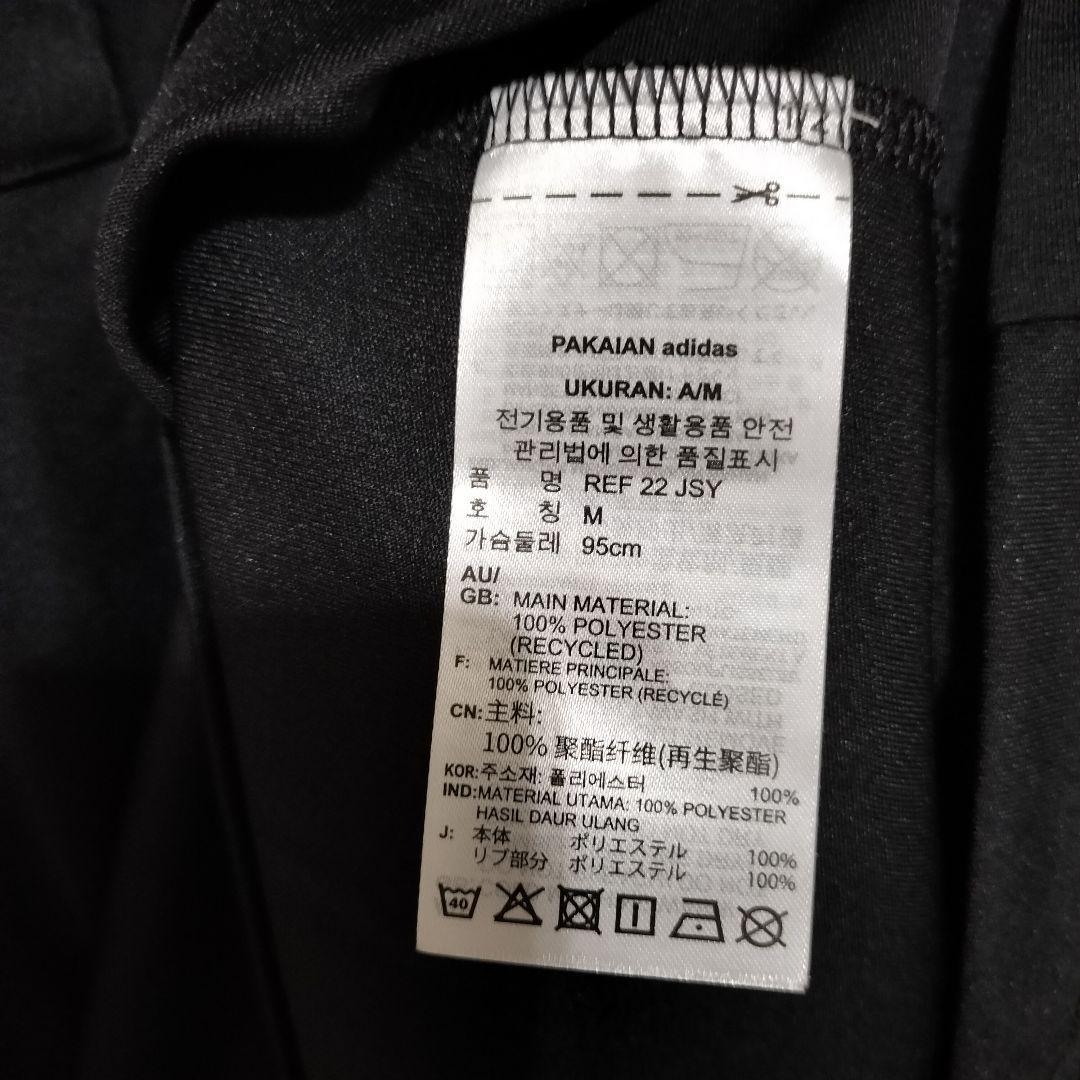 1/2
PAKAIAN adidas
UKURAN: A/M
전기용품 및 생활용품 안전
관리법에 의한 품질표시
품 명 REF 22 JSY
호 칭 M
가슴둘레 95cm
AU/
GB: MAIN MATERIAL:
100% POLYESTER
(RECYCLED)
F: MATIERE PRINCIPALE:
100% POLYESTER (RECYCLÉ)
CN: 主料:
100% 聚酯纤维(再生聚酯)
KOR: 주소재: 폴리에스터 100%
IND: MATERIAL UTAMA: 100% POLYESTER
HASIL DAUR ULANG
J: 本体 ポリエステル 100%
リブ部分 ポリエステル 100%
40